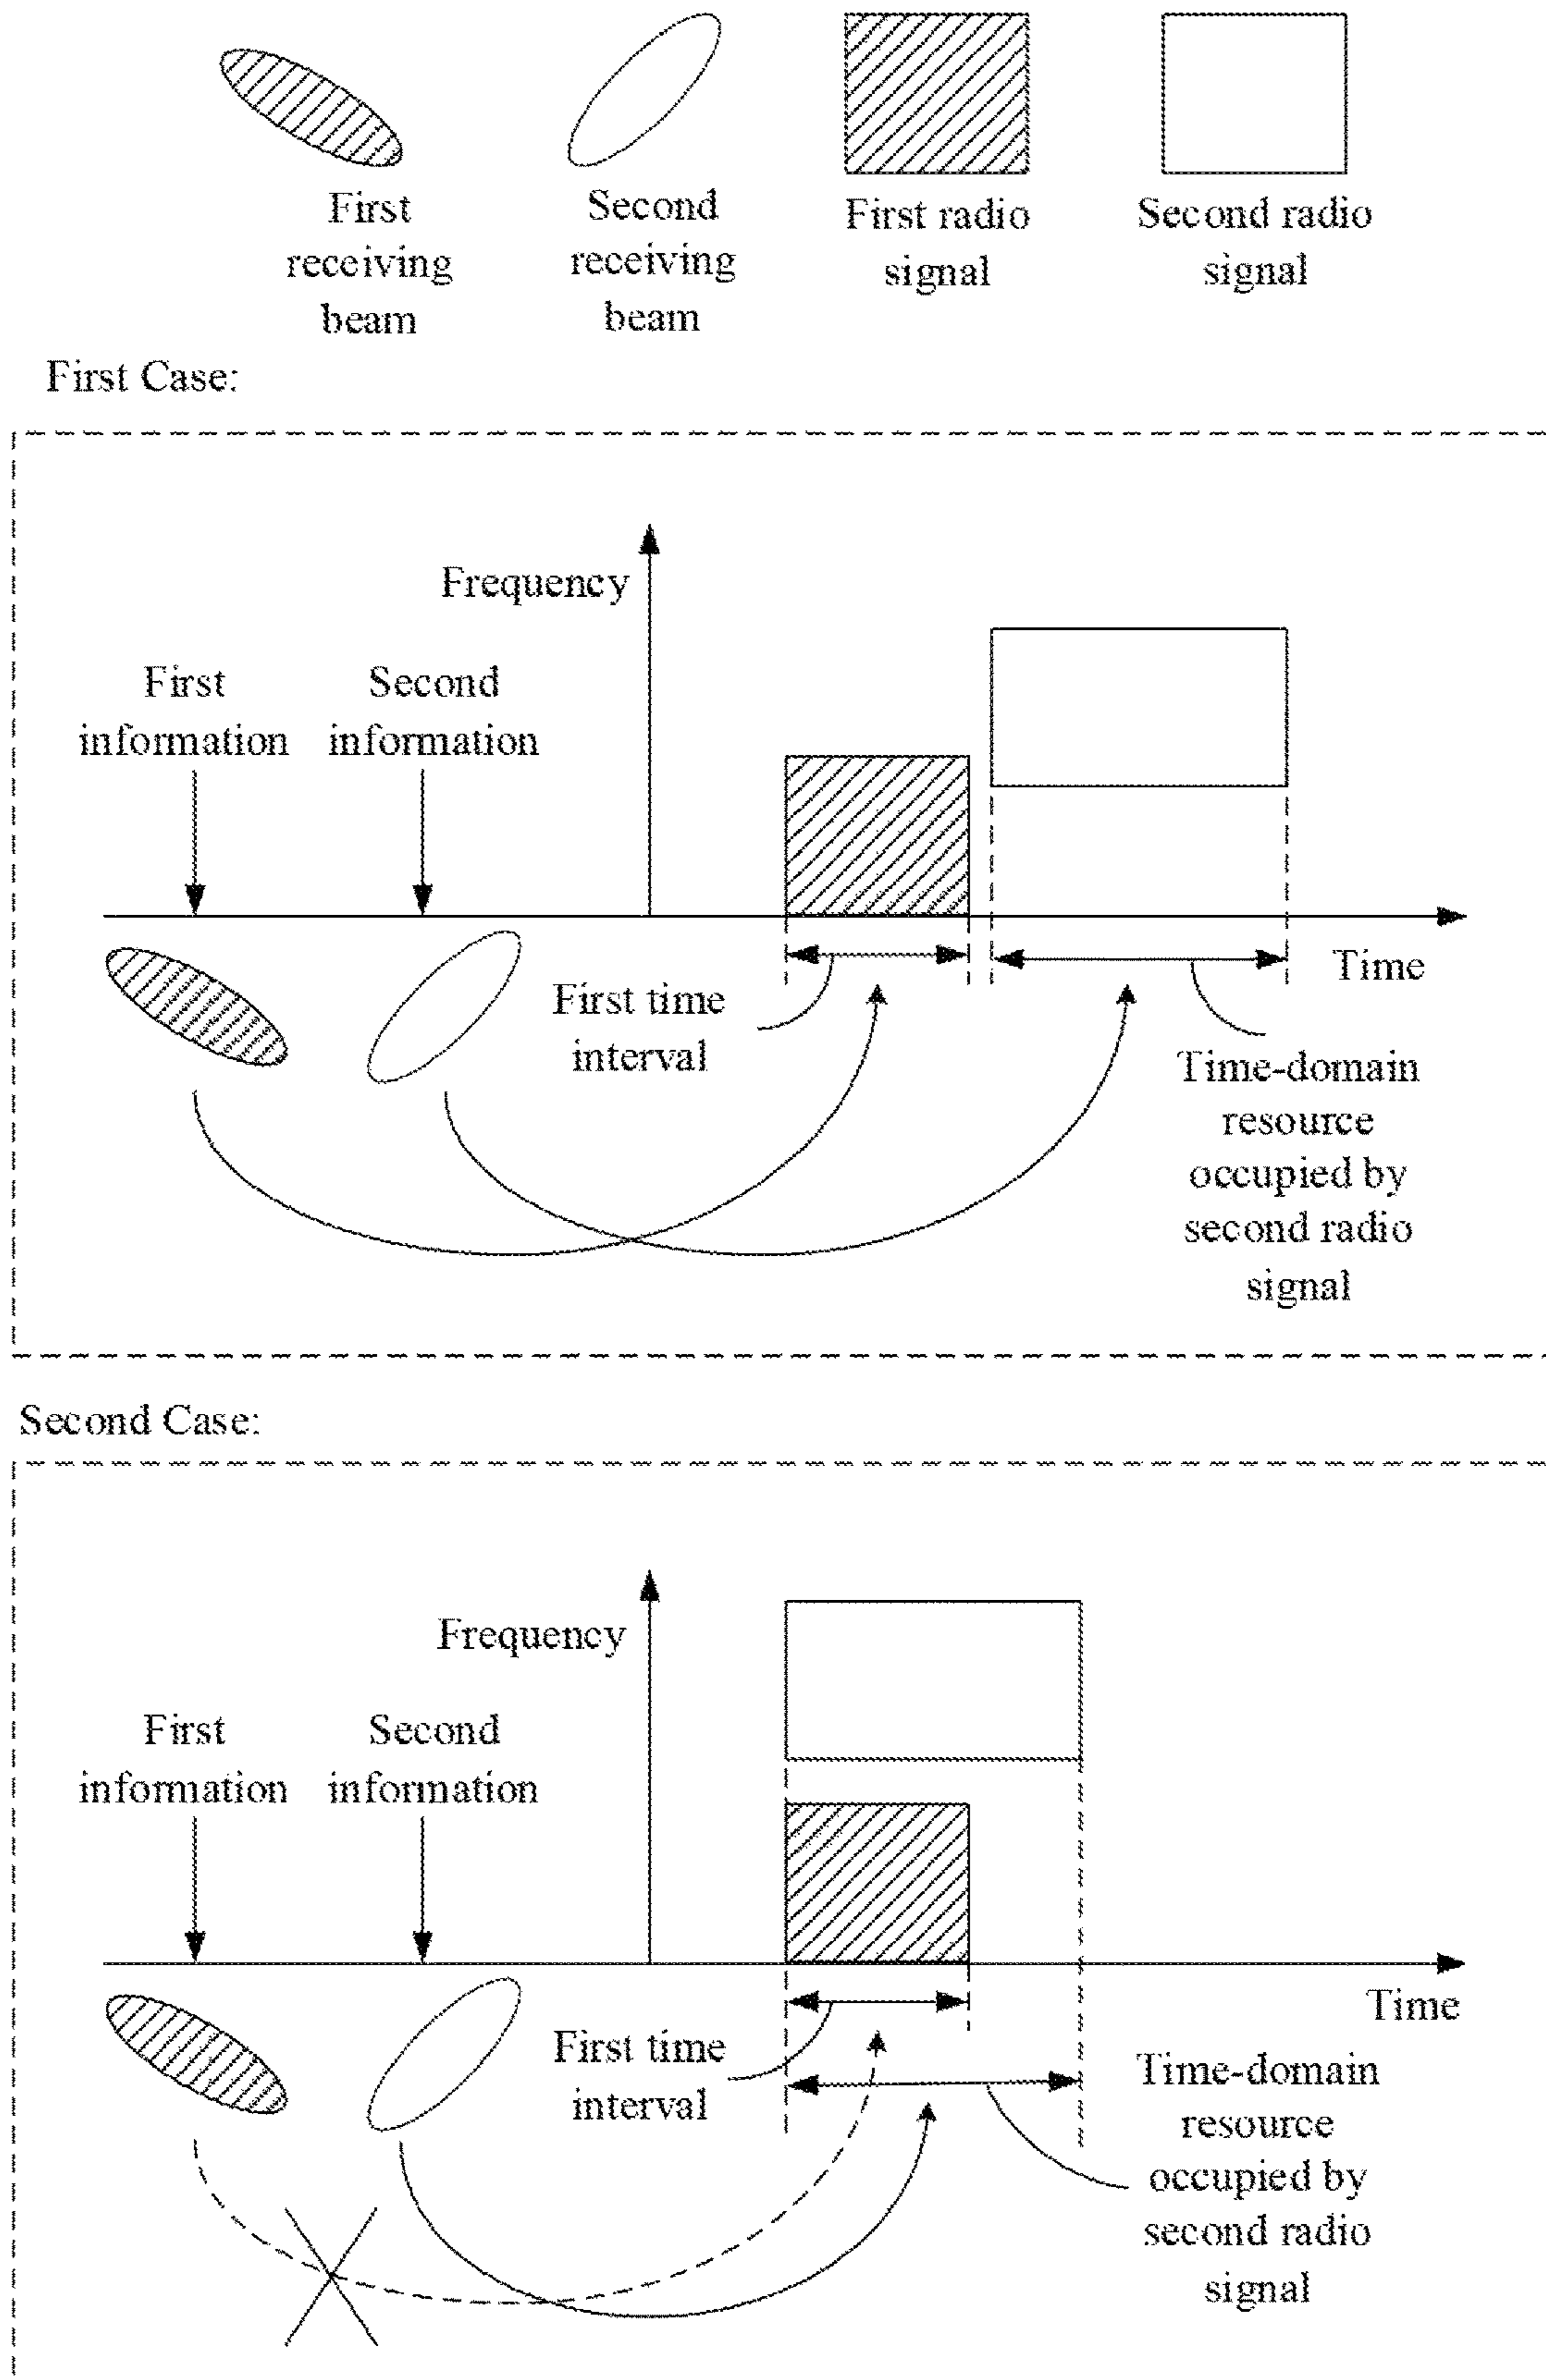 First
receiving
beam
Second
receiving
beam
First radio
signal
Second radio
signal
First Case:
Frequency
First
information
Second
information
First time
interval
Time
Time-domain
resource
occupied by
second radio
signal
Second Case:
Frequency
First
information
Second
information
First time
interval
Time
Time-domain
resource
occupied by
second radio
signal